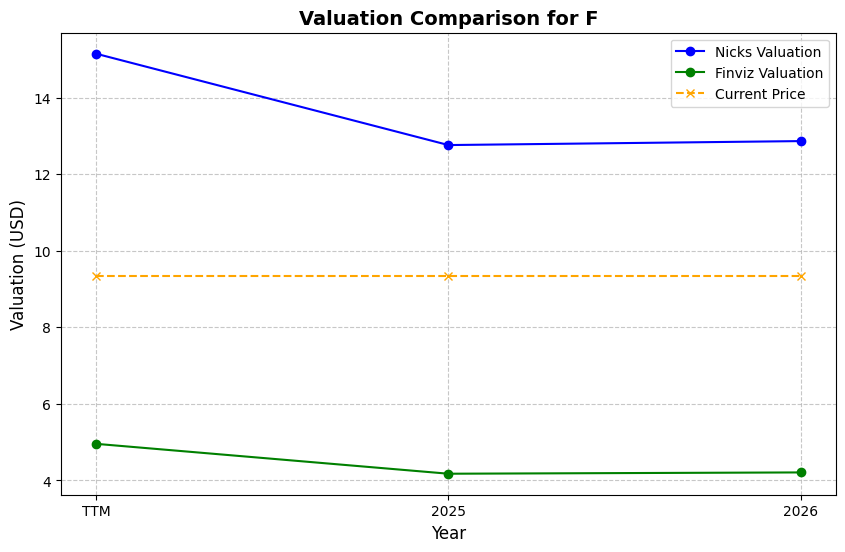 Valuation Comparison for F
Nicks Valuation
Finviz Valuation
Current Price
Valuation (USD)
14
12
10
8
6
4
TTM
2025
2026
Year